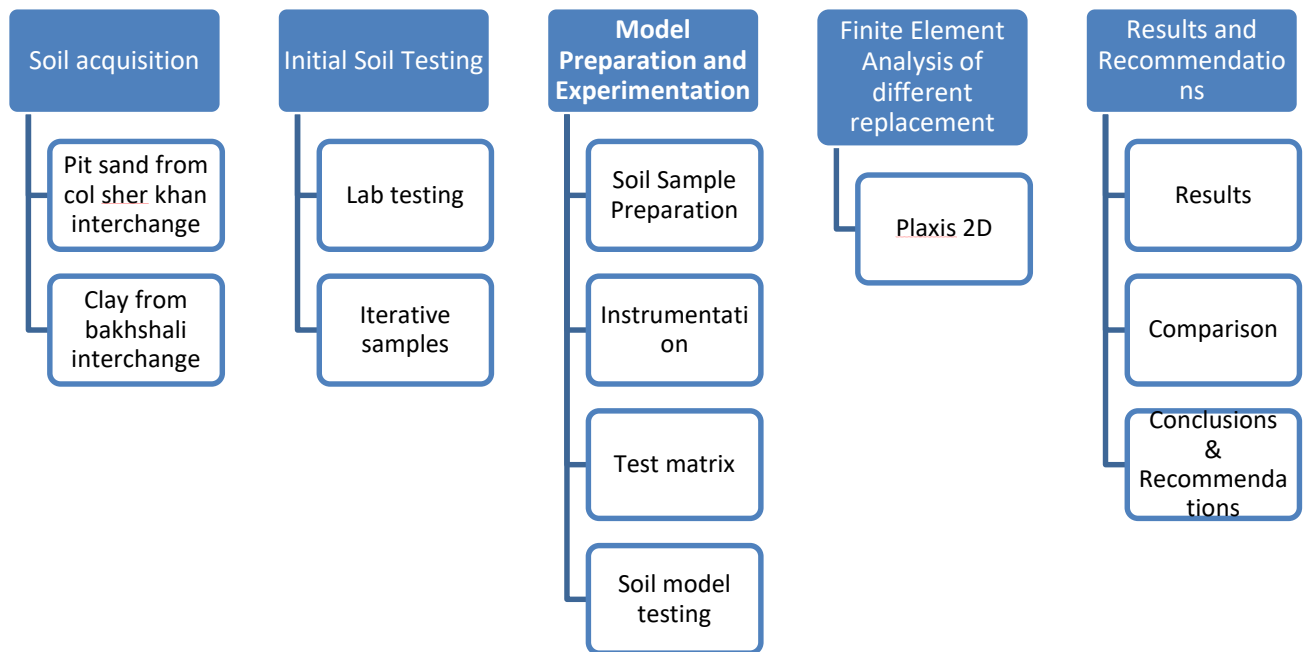 Soil acquisition
Pit sand from
col sher khan
interchange
Clay from
bakhshali
interchange
Initial Soil Testing
Lab testing
Iterative
samples
Model
Preparation and
Experimentation
Soil Sample
Preparation
Instrumentati
on
Test matrix
Soil model
testing
Finite Element
Analysis of
different
replacement
Plaxis 2D
Results and
Recommendatio
ns
Results
Comparison
Conclusions
&
Recommenda
tions